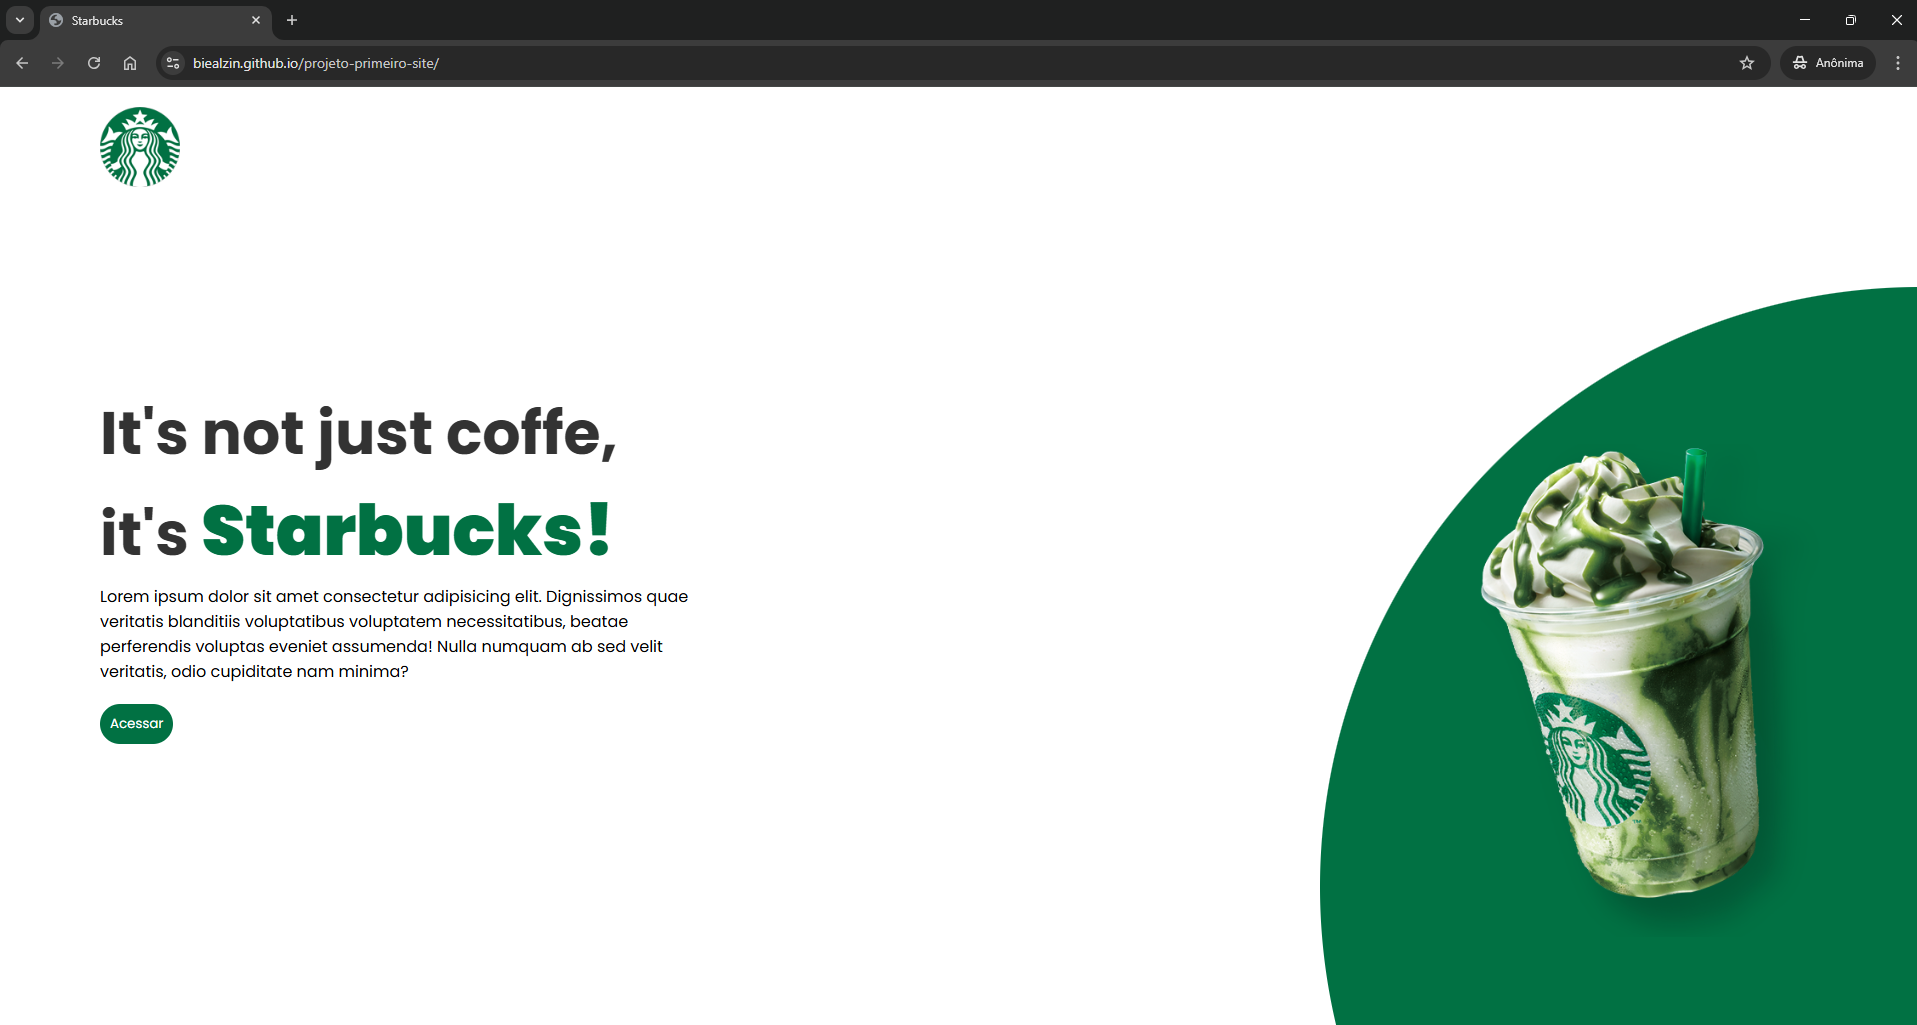 Starbucks
biealzin.github.io/projeto-primeiro-site/
Anônima
It's not just coffe,
it's Starbucks!
Lorem ipsum dolor sit amet consectetur adipisicing elit. Dignissimos quae
veritatis blanditiis voluptatibus voluptatem necessitatibus, beatae
perferendis voluptas eveniet assumenda! Nulla numquam ab sed velit
veritatis, odio cupiditate nam minima?
Acessar
TM